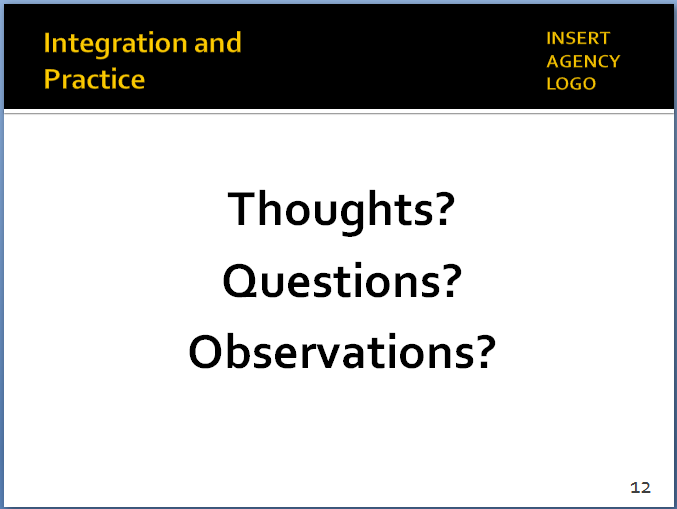 Integration and
Practice
INSERT
AGENCY
LOGO
Thoughts?
Questions?
Observations?
12